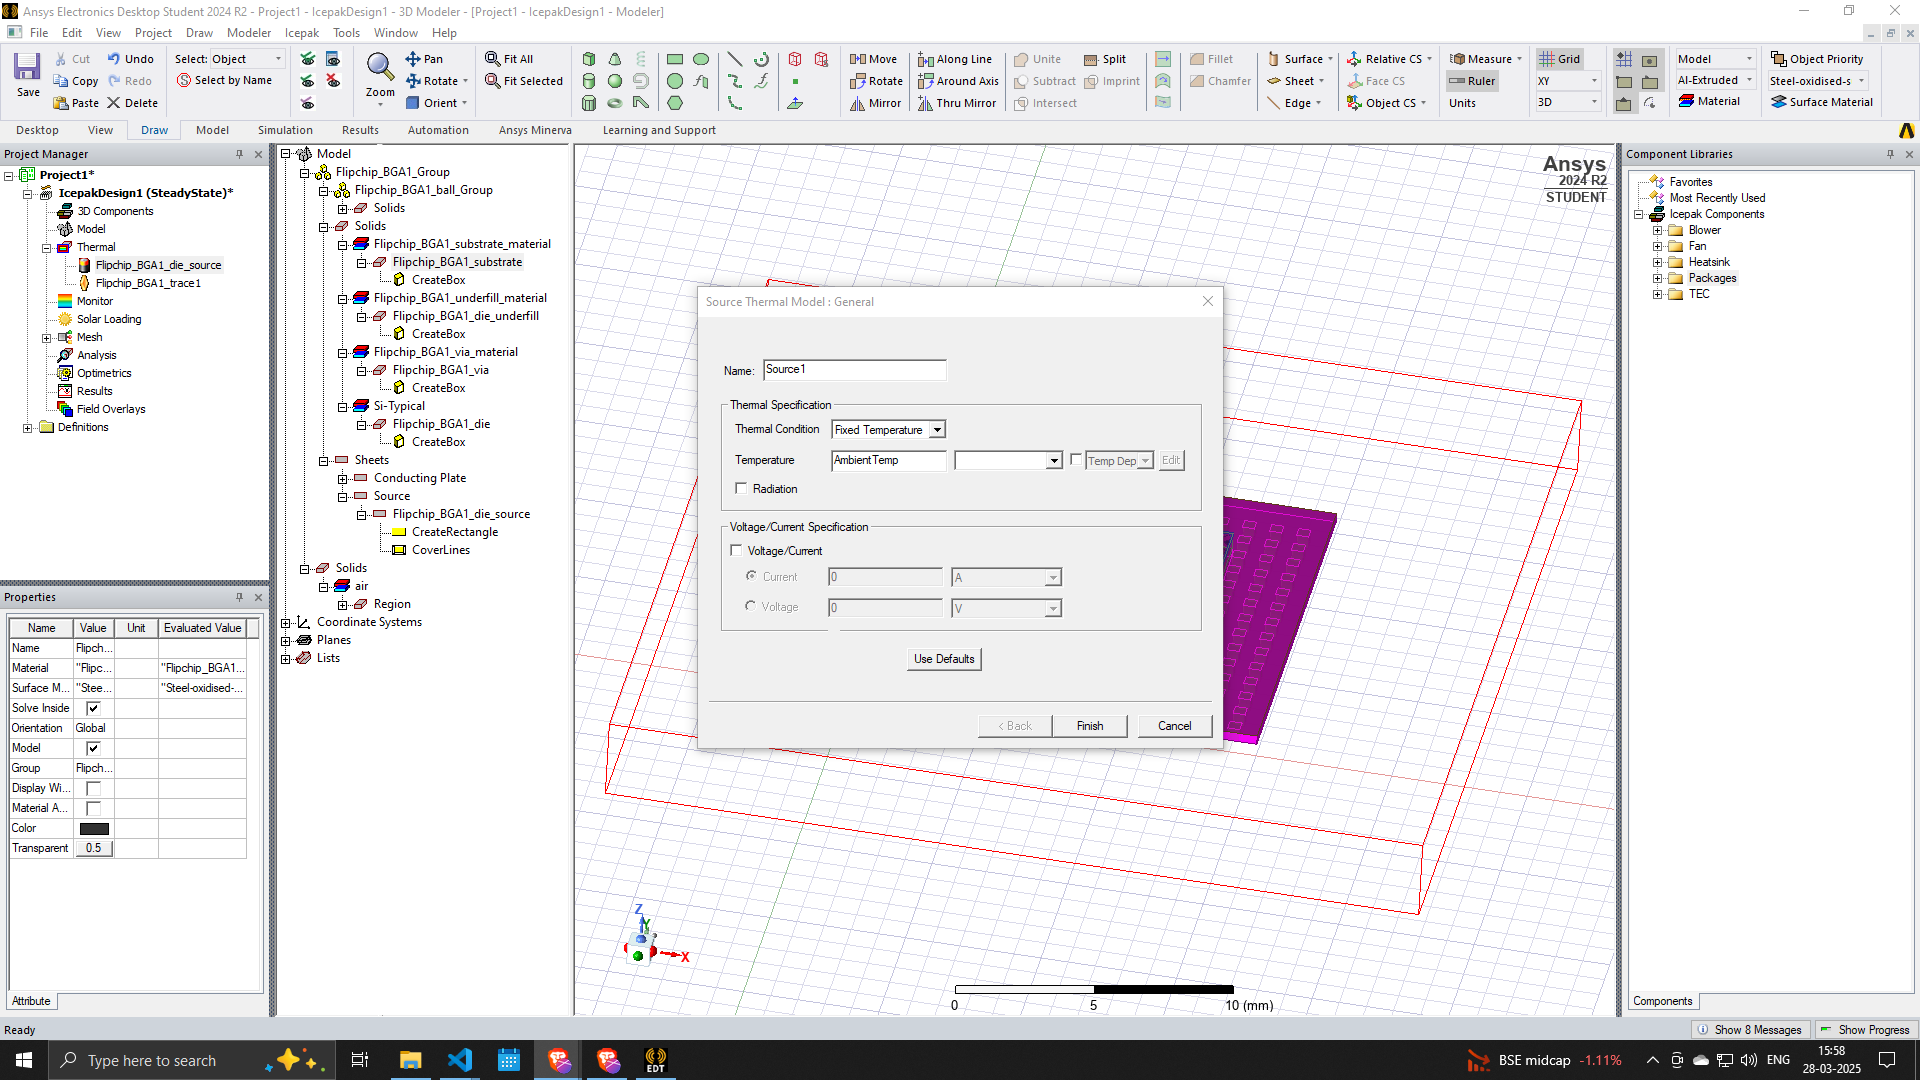 Ansys Electronics Desktop Student 2024 R2 - Project1 - IcepakDesign1 - 3D Modeler - [Project1 - IcepakDesign1 - Modeler]
File Edit View Project Draw Modeler Icepak Tools Window Help
Save
Cut Copy Paste
Undo Redo Delete
Select: Object
Select by Name
Zoom
Pan Rotate Orient
Fit All
Fit Selected
Move Rotate Mirror
Along Line
Around Axis
Thru Mirror
Unite Subtract Intersect
Split Imprint
Fillet Chamfer
Surface Sheet Edge
Relative CS
Face CS
Object CS
Measure Ruler Units
Grid XY 3D
Model AI-Extruded Material
Object Priority
Steel-oxidised-s
Surface Material
Desktop View Draw Model Simulation Results Automation Ansys Minerva Learning and Support
Project Manager
Project1*
IcepakDesign1 (SteadyState)*
3D Components
Model
Thermal
Flipchip_BGA1_die_source
Flipchip_BGA1_trace1
Monitor
Solar Loading
Mesh
Analysis
Optimetrics
Results
Field Overlays
Definitions
Properties
Name Value Unit Evaluated Value
Name Flipch...
Material "Flipc... "Flipchip_BGA1...
Surface M... "Stee... "Steel-oxidised-...
Solve Inside
Orientation Global
Model
Group Flipch...
Display Wi...
Material A...
Color
Transparent 0.5
Attribute
Model
Flipchip_BGA1_Group
Flipchip_BGA1_ball_Group
Solids
Solids
Flipchip_BGA1_substrate_material
Flipchip_BGA1_substrate
CreateBox
Flipchip_BGA1_underfill_material
Flipchip_BGA1_die_underfill
CreateBox
Flipchip_BGA1_via_material
Flipchip_BGA1_via
CreateBox
Si-Typical
Flipchip_BGA1_die
CreateBox
Sheets
Conducting Plate
Source
Flipchip_BGA1_die_source
CreateRectangle
CoverLines
Solids
air
Region
Coordinate Systems
Planes
Lists
Ansys
2024 R2
STUDENT
Source Thermal Model : General
Name: Source1
Thermal Specification
Thermal Condition Fixed Temperature
Temperature AmbientTemp Temp Dep Edit
Radiation
Voltage/Current Specification
Voltage/Current
Current 0 A
Voltage 0 V
Use Defaults
< Back Finish Cancel
Z Y X
0 5 10 (mm)
Component Libraries
Favorites
Most Recently Used
Icepak Components
Blower
Fan
Heatsink
Packages
TEC
Components
Ready
Show 8 Messages Show Progress
Type here to search
EDT
BSE midcap -1.11%
ENG
15:58
28-03-2025